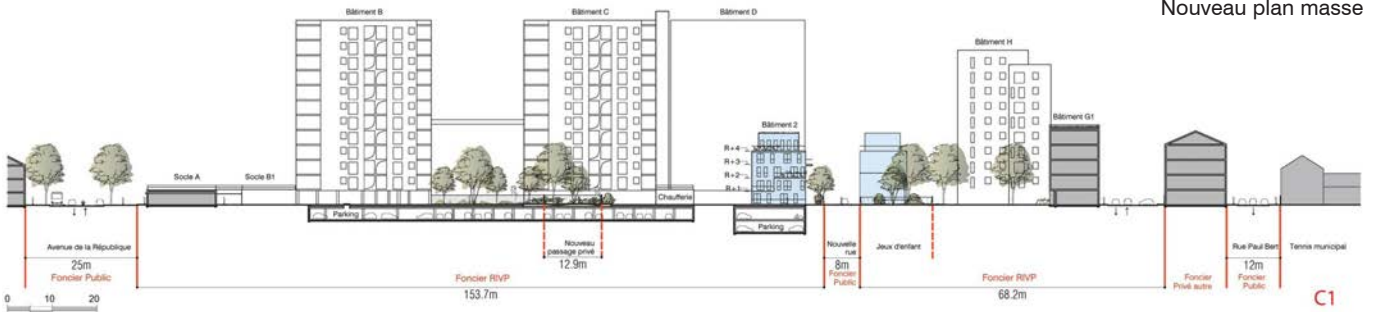 Nouveau plan masse
Bâtiment B
Bâtiment C
Bâtiment D
Bâtiment H
Bâtiment G1
Bâtiment 2
R+4
R+3
R+2
R+1
Socle A
Socle B1
Chaufferie
Parking
Parking
Avenue de la République
25m
Foncier Public
Nouveau
passage privé
12.9m
Foncier RIVP
153.7m
Nouvelle
rue
8m
Foncier
Public
Jeux d'enfant
Foncier RIVP
68.2m
Foncier
Privé autre
Rue Paul Bert
12m
Foncier
Public
Tennis municipal
0 10 20
C1